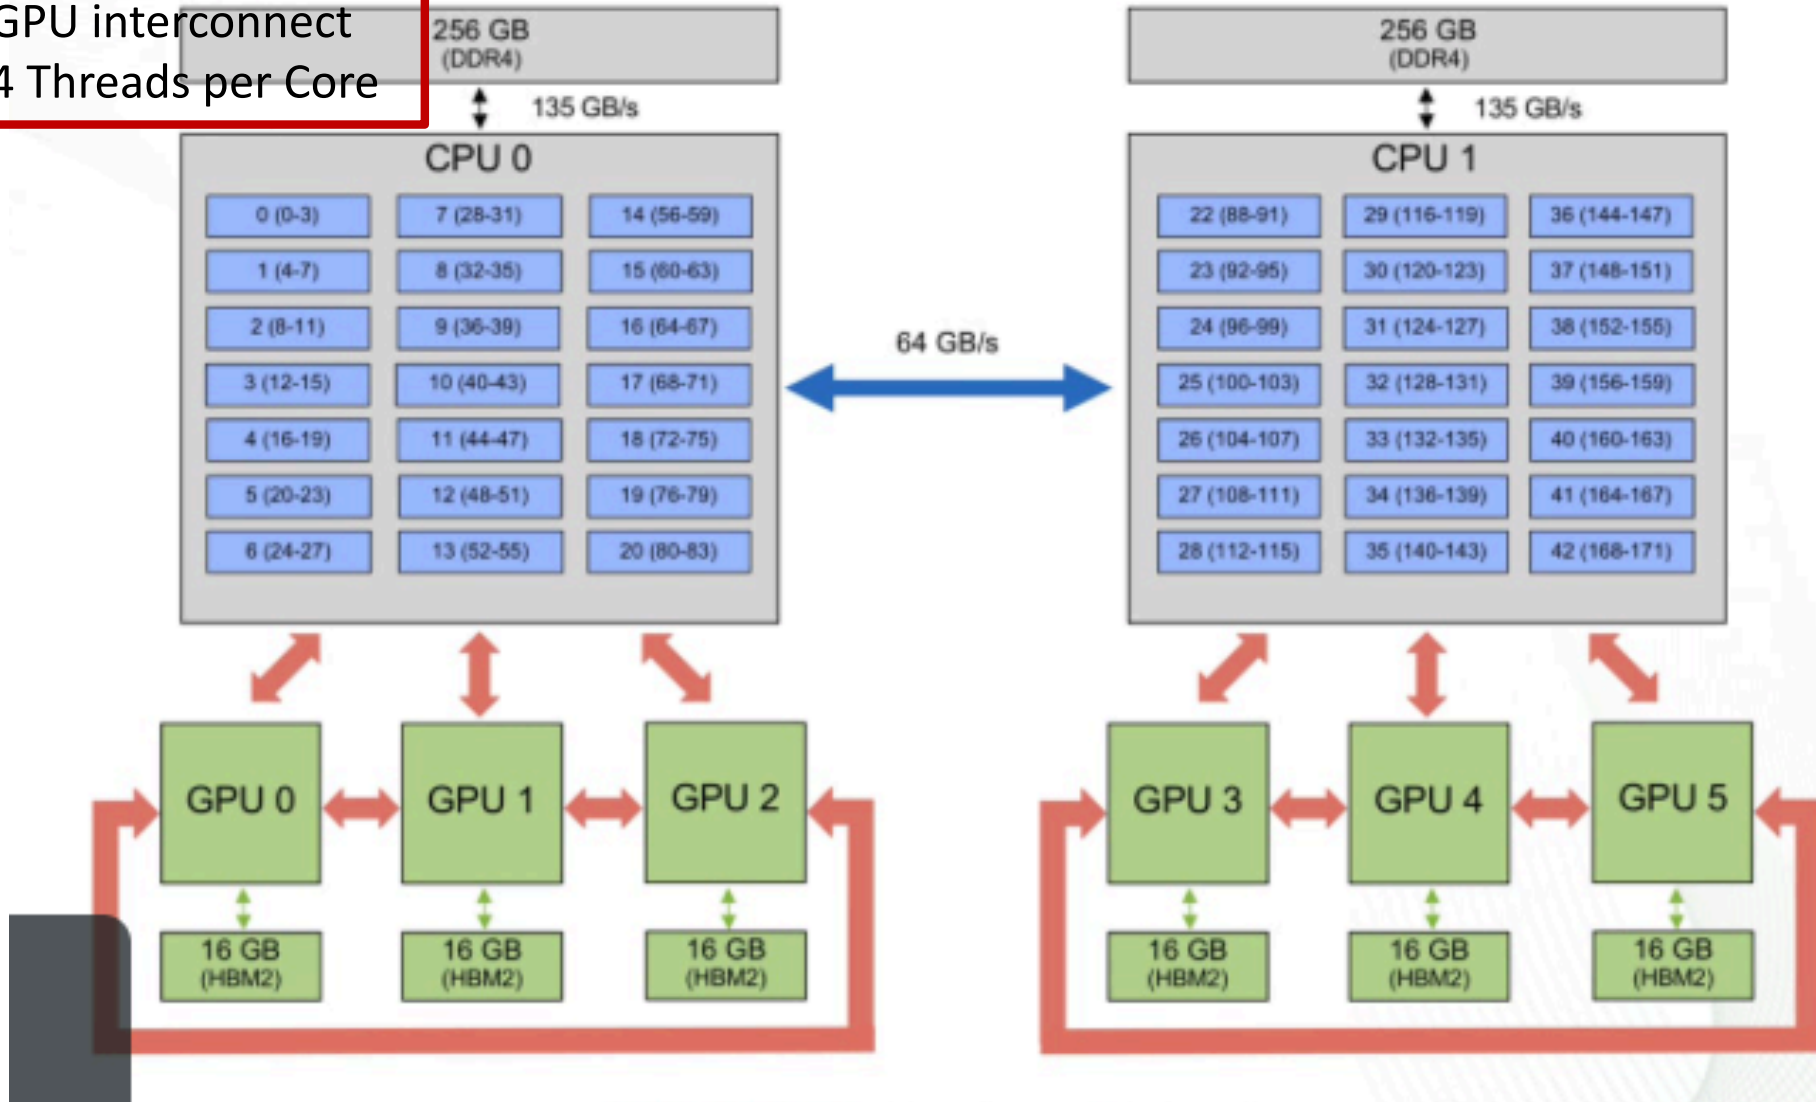 GPU interconnect
4 Threads per Core
256 GB
(DDR4)
135 GB/s
CPU 0
0 (0-3) 7 (28-31) 14 (56-59)
1 (4-7) 8 (32-35) 15 (60-63)
2 (8-11) 9 (36-39) 16 (64-67)
3 (12-15) 10 (40-43) 17 (68-71)
4 (16-19) 11 (44-47) 18 (72-75)
5 (20-23) 12 (48-51) 19 (76-79)
6 (24-27) 13 (52-55) 20 (80-83)
64 GB/s
256 GB
(DDR4)
135 GB/s
CPU 1
22 (88-91) 29 (116-119) 36 (144-147)
23 (92-95) 30 (120-123) 37 (148-151)
24 (96-99) 31 (124-127) 38 (152-155)
25 (100-103) 32 (128-131) 39 (156-159)
26 (104-107) 33 (132-135) 40 (160-163)
27 (108-111) 34 (136-139) 41 (164-167)
28 (112-115) 35 (140-143) 42 (168-171)
GPU 0 GPU 1 GPU 2
16 GB 16 GB 16 GB
(HBM2) (HBM2) (HBM2)
GPU 3 GPU 4 GPU 5
16 GB 16 GB 16 GB
(HBM2) (HBM2) (HBM2)